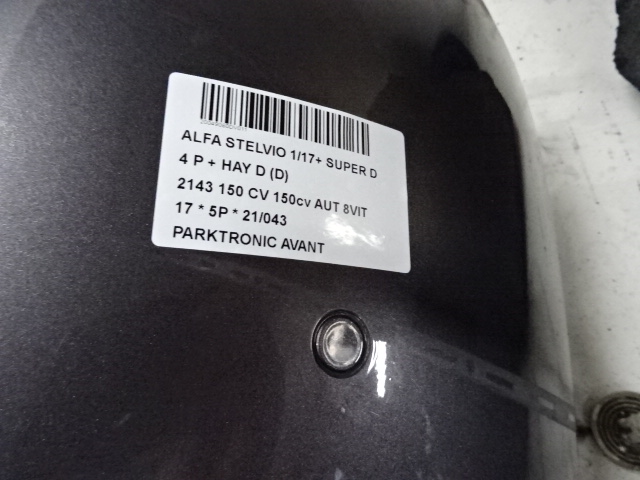 ALFA STELVIO 1/17+ SUPER D
4 P + HAY D (D)
2143 150 CV 150cv AUT 8VIT
17 * 5P * 21/043
PARKTRONIC AVANT